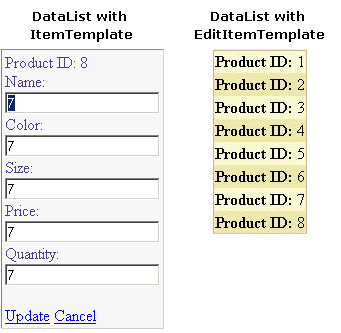 DataList with
ItemTemplate
Product ID: 8
Name:
7
Color:
7
Size:
7
Price:
7
Quantity:
7
Update Cancel
DataList with
EditItemTemplate
Product ID: 1
Product ID: 2
Product ID: 3
Product ID: 4
Product ID: 5
Product ID: 6
Product ID: 7
Product ID: 8